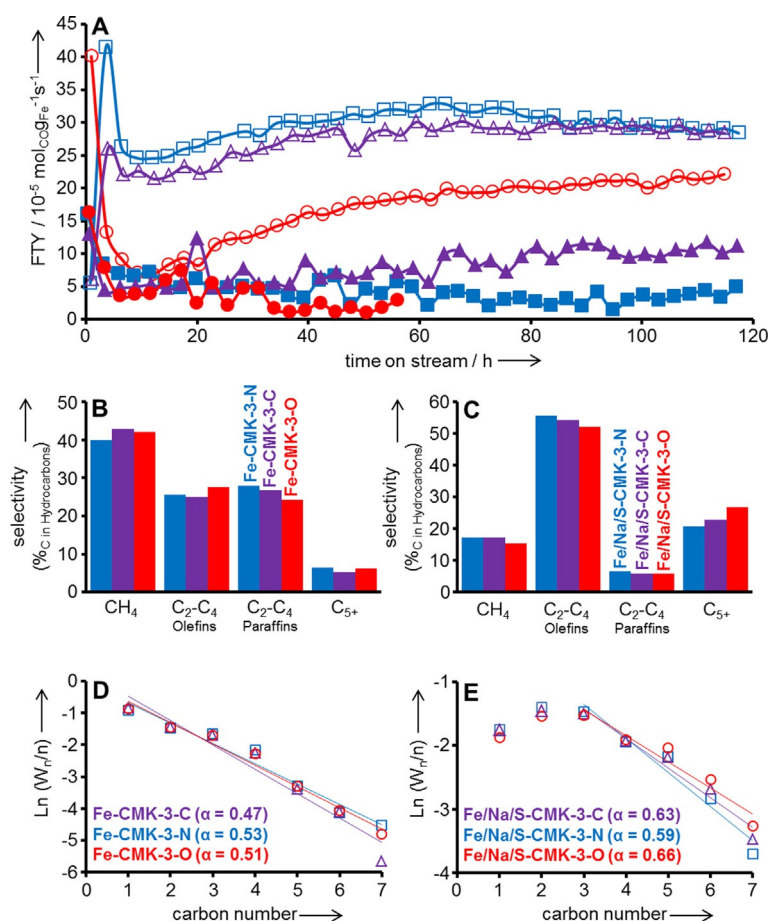 A
FTY / 10⁻⁵ mol_CO g_Fe⁻¹s⁻¹
45
40
35
30
25
20
15
10
5
0
0 20 40 60 80 100 120
time on stream / h
B
selectivity
(%C in Hydrocarbons)
50
40
30
20
10
0
Fe-CMK-3-N
Fe-CMK-3-C
Fe-CMK-3-O
CH₄ C₂-C₄ C₂-C₄ C₅₊
Olefins Paraffins
C
selectivity
(%C in Hydrocarbons)
60
50
40
30
20
10
0
Fe/Na/S-CMK-3-N
Fe/Na/S-CMK-3-C
Fe/Na/S-CMK-3-O
CH₄ C₂-C₄ C₂-C₄ C₅₊
Olefins Paraffins
D
Ln (Wₙ/n)
0
-1
-2
-3
-4
-5
-6
Fe-CMK-3-C (α = 0.47)
Fe-CMK-3-N (α = 0.53)
Fe-CMK-3-O (α = 0.51)
0 1 2 3 4 5 6 7
carbon number
E
Ln (Wₙ/n)
-1
-2
-3
-4
Fe/Na/S-CMK-3-C (α = 0.63)
Fe/Na/S-CMK-3-N (α = 0.59)
Fe/Na/S-CMK-3-O (α = 0.66)
0 1 2 3 4 5 6 7
carbon number